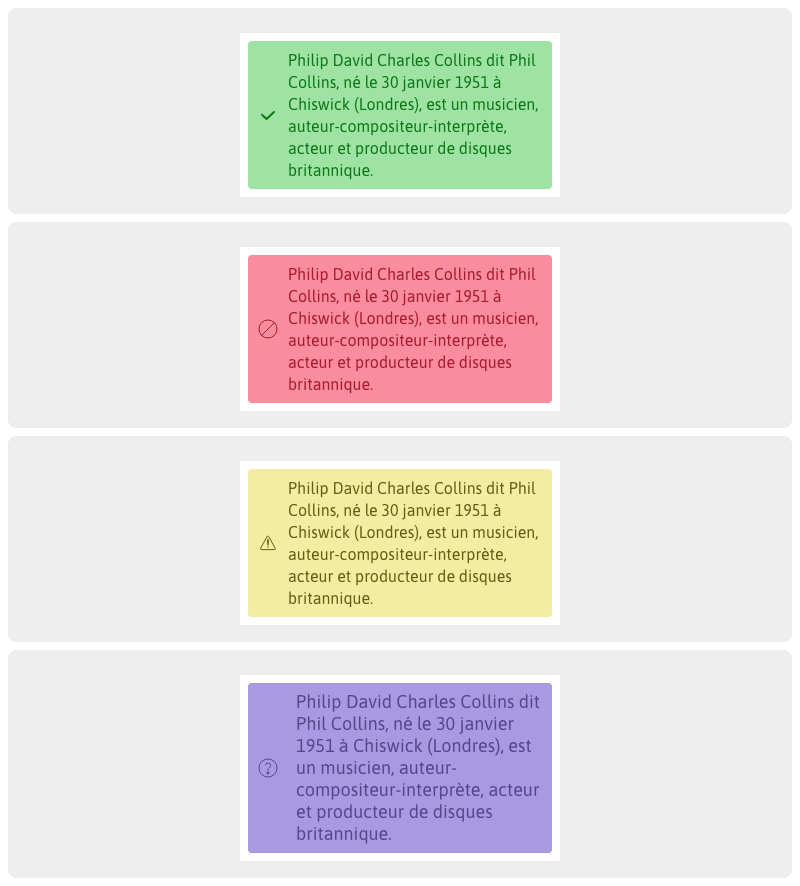 Philip David Charles Collins dit Phil
Collins, né le 30 janvier 1951 à
Chiswick (Londres), est un musicien,
auteur-compositeur-interprète,
acteur et producteur de disques
britannique.
Philip David Charles Collins dit Phil
Collins, né le 30 janvier 1951 à
Chiswick (Londres), est un musicien,
auteur-compositeur-interprète,
acteur et producteur de disques
britannique.
Philip David Charles Collins dit Phil
Collins, né le 30 janvier 1951 à
Chiswick (Londres), est un musicien,
auteur-compositeur-interprète,
acteur et producteur de disques
britannique.
Philip David Charles Collins dit
Phil Collins, né le 30 janvier
1951 à Chiswick (Londres), est
un musicien, auteur-
compositeur-interprète, acteur
et producteur de disques
britannique.